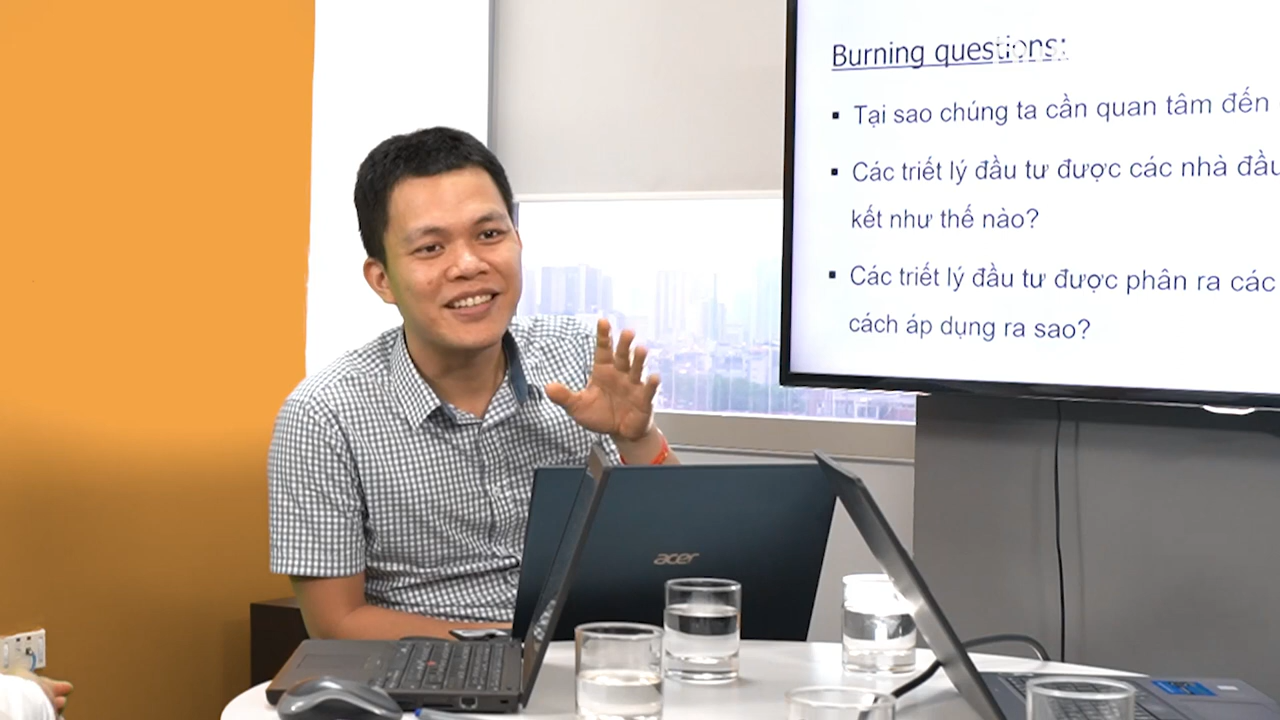 Burning questions:
▪ Tại sao chúng ta cần quan tâm đến
▪ Các triết lý đầu tư được các nhà đầu
kết như thế nào?
▪ Các triết lý đầu tư được phân ra các
cách áp dụng ra sao?
acer